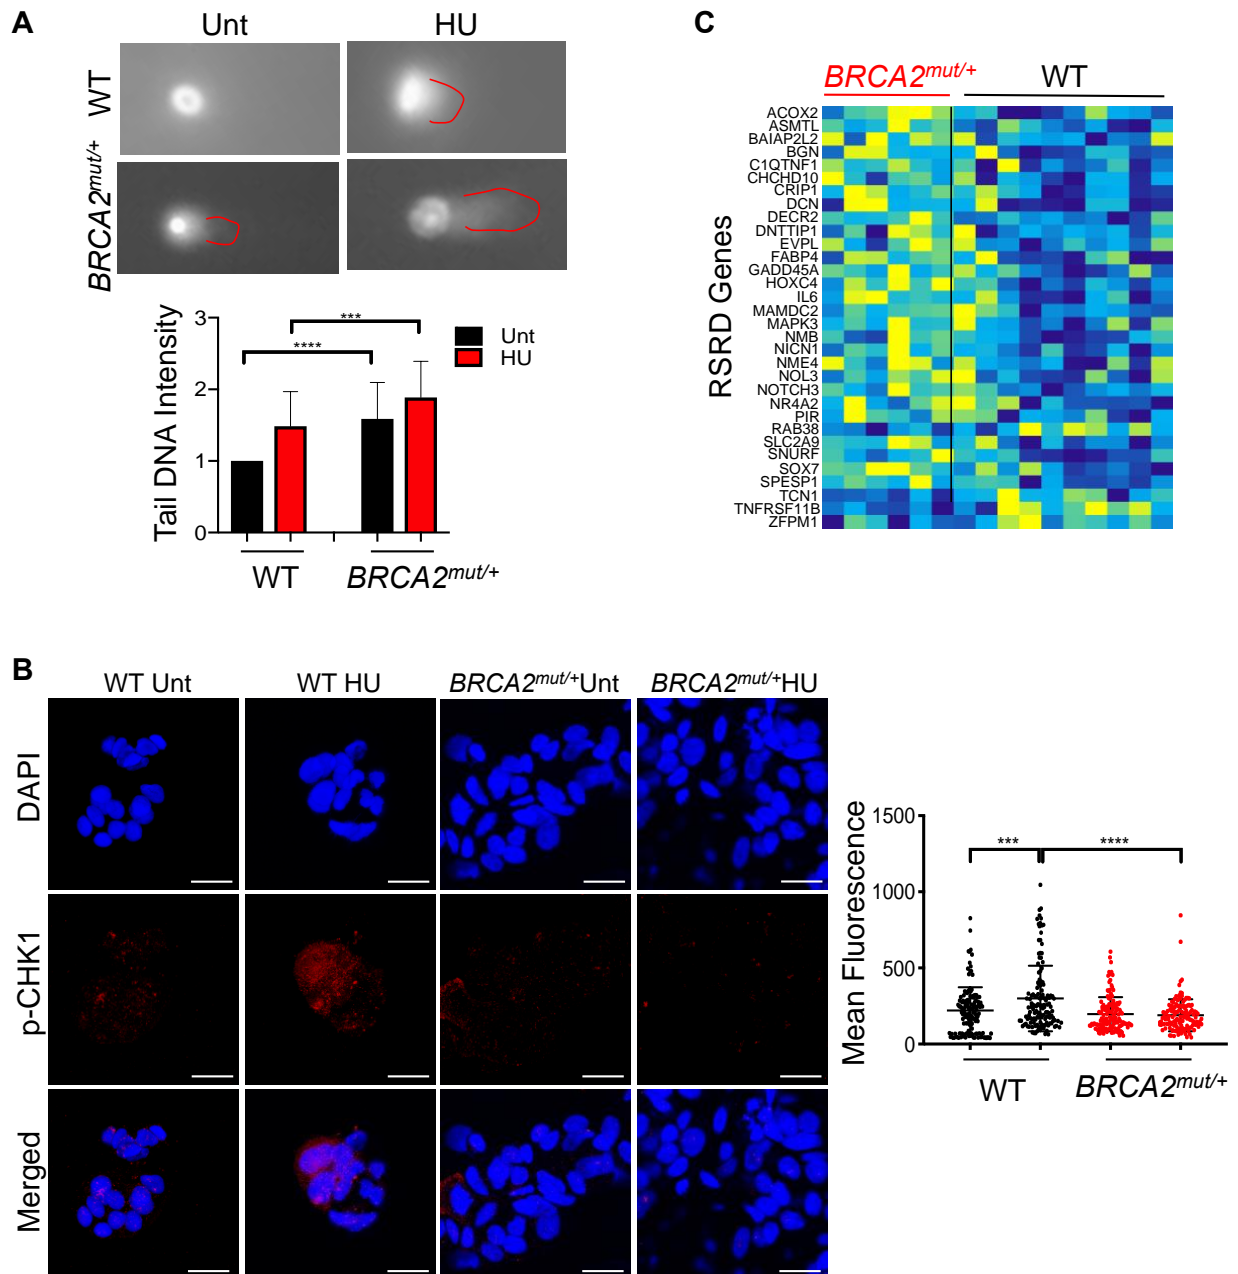 A
Unt
HU
WT
BRCA2mut/+
Tail DNA Intensity
3
2
1
0
***
****
Unt
HU
WT
BRCA2mut/+
C
BRCA2mut/+
WT
RSRD Genes
ACOX2
ASMTL
BAIAP2L2
BGN
C1QTNF1
CHCHD10
CRIP1
DCN
DECR2
DNTTIP1
EVPL
FABP4
GADD45A
HOXC4
IL6
MAMDC2
MAPK3
NMB
NICN1
NME4
NOL3
NOTCH3
NR4A2
PIR
RAB38
SLC2A9
SNURF
SOX7
SPESP1
TCN1
TNFRSF11B
ZFPM1
B
WT Unt
WT HU
BRCA2mut/+Unt
BRCA2mut/+HU
DAPI
p-CHK1
Merged
Mean Fluorescence
1500
1000
500
0
***
****
WT
BRCA2mut/+